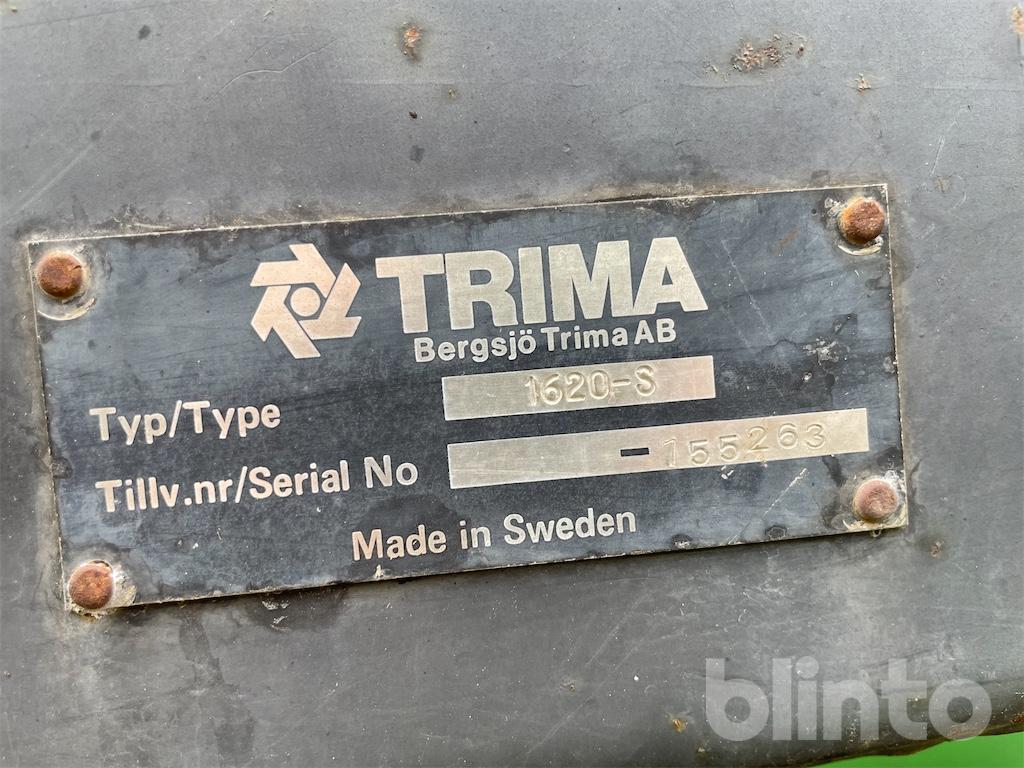 TRIMA
Bergsjö Trima AB
Typ/Type 1620-S
Tillv.nr/Serial No -155263
Made in Sweden
blinto